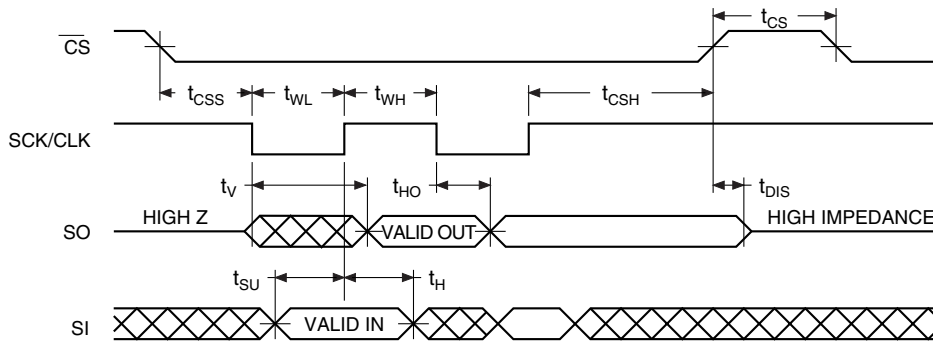 t_CS
C̅S̅
t_CSS t_WL t_WH t_CSH
SCK/CLK
t_V t_HO t_DIS
HIGH Z VALID OUT HIGH IMPEDANCE
SO
t_SU t_H
SI VALID IN